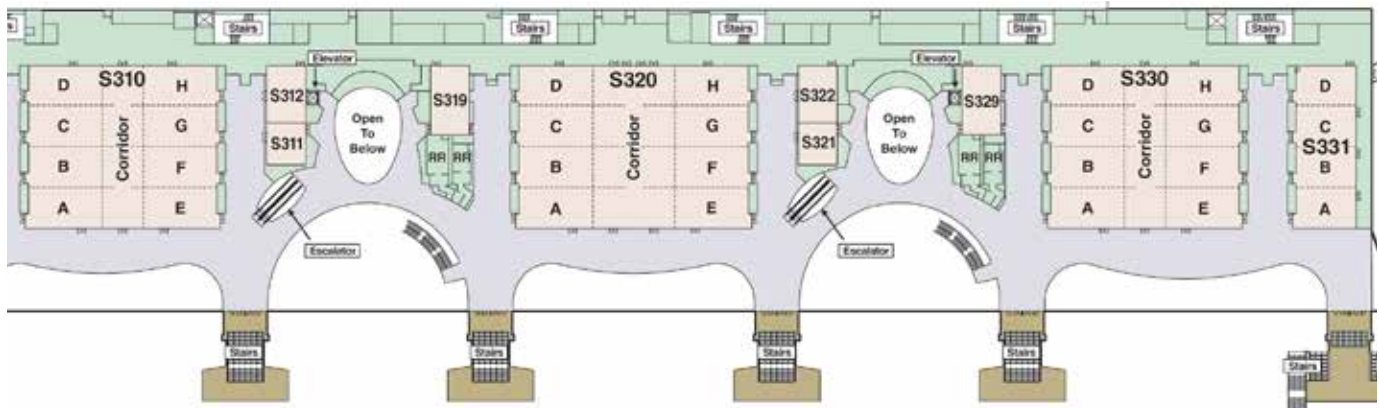 Stairs
Stairs
Stairs
Stairs
Stairs
Elevator
Elevator
S310
D
H
C
G
B
F
A
E
Corridor
S312
S311
Open
To
Below
S319
RR
RR
Escalator
S320
D
H
C
G
B
F
A
E
Corridor
S322
S321
Open
To
Below
S329
RR
RR
Escalator
S330
D
H
C
G
B
F
A
E
Corridor
D
C
S331
B
A
Stairs
Stairs
Stairs
Stairs
Stairs